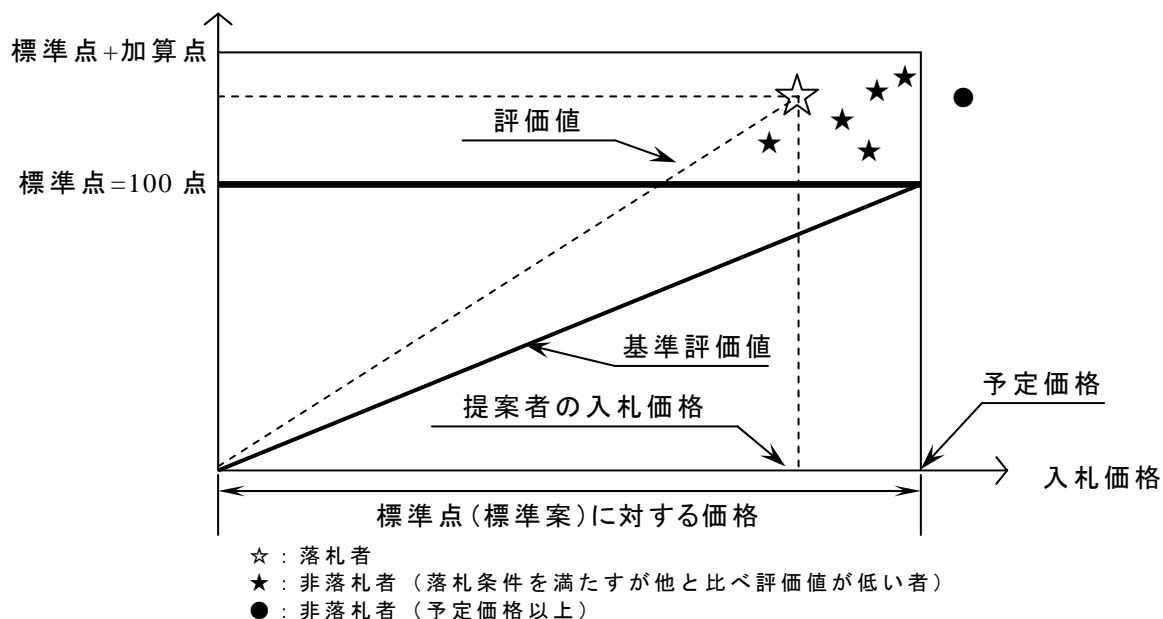 標準点+加算点
評価値
標準点=100 点
基準評価値
予定価格
提案者の入札価格
入札価格
標準点(標準案)に対する価格
☆ : 落札者
★ : 非落札者 (落札条件を満たすが他と比べ評価値が低い者)
● : 非落札者 (予定価格以上)